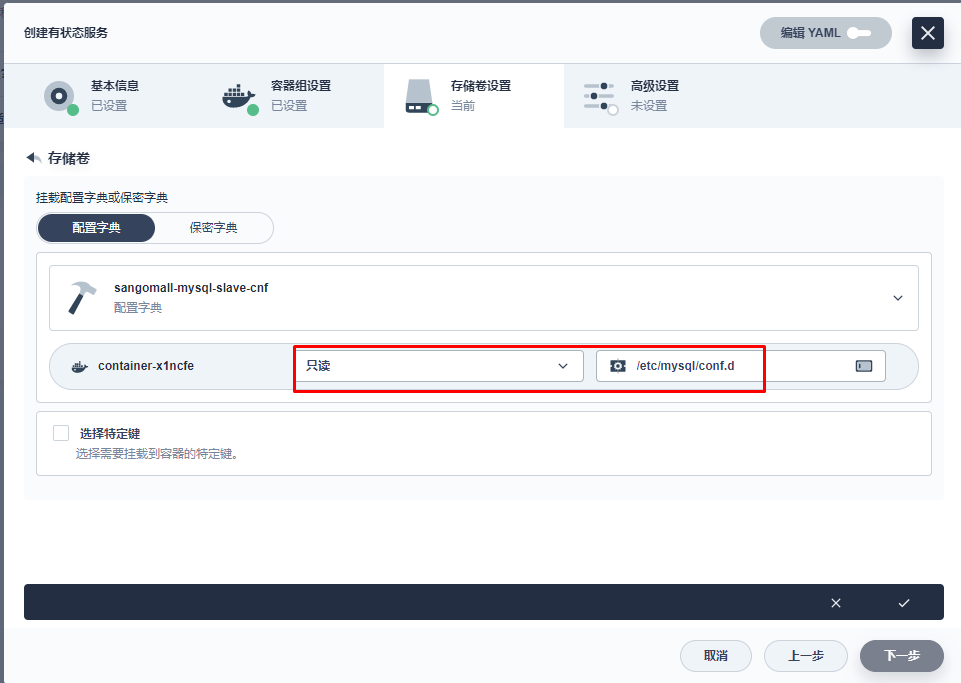 创建有状态服务
编辑 YAML
基本信息
已设置
容器组设置
已设置
存储卷设置
当前
高级设置
未设置
存储卷
挂载配置字典或保密字典
配置字典
保密字典
sangomall-mysql-slave-cnf
配置字典
container-x1ncfe
只读
/etc/mysql/conf.d
选择特定键
选择需要挂载到容器的特定键。
取消
上一步
下一步